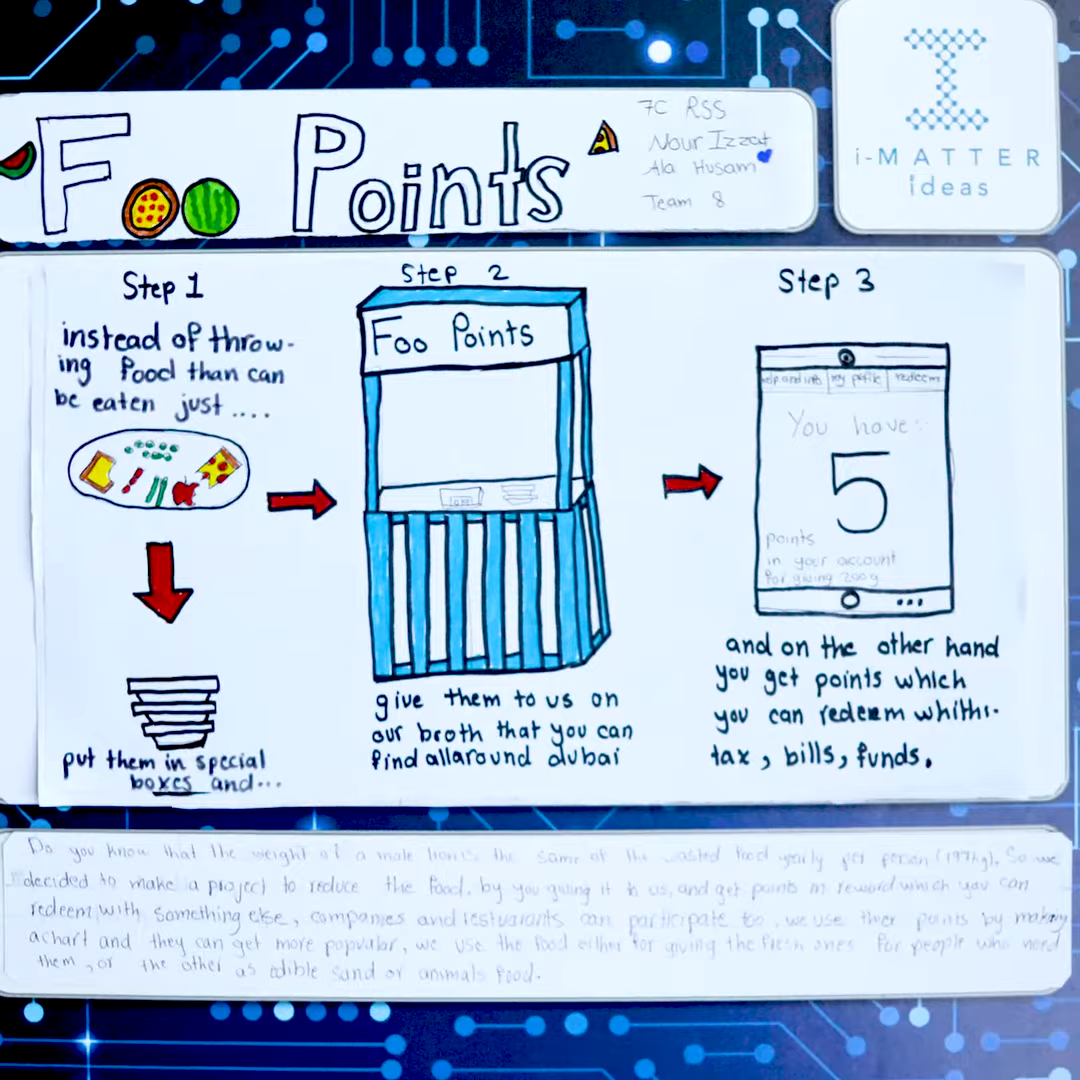 Foo Points
7C RSS
Nour Izzat
Ala Husam
Team 8
i-MATTER
ideas
Step 1
instead of throw-
ing food than can
be eaten just ....
put them in special
boxes and...
Step 2
Foo Points
give them to us on
our broth that you can
find allaround dubai
Step 3
help and info my pofile redeem
You have:
5
points
in your account
for giving 200g
and on the other hand
you get points which
you can redeem whiths.
tax, bills, funds.
Do you know that the weight of a male lion is the same of the wasted food yearly per person (197kg). So we
decided to make a project to reduce the food. by you giving it to us, and get points in reward which you can
redeem with something else, companies and restuarants can participate too, we use thier points by making
a chart and they can get more popular, we use the food either for giving the fresh ones for people who need
them, or the other as edible sand or animals food.